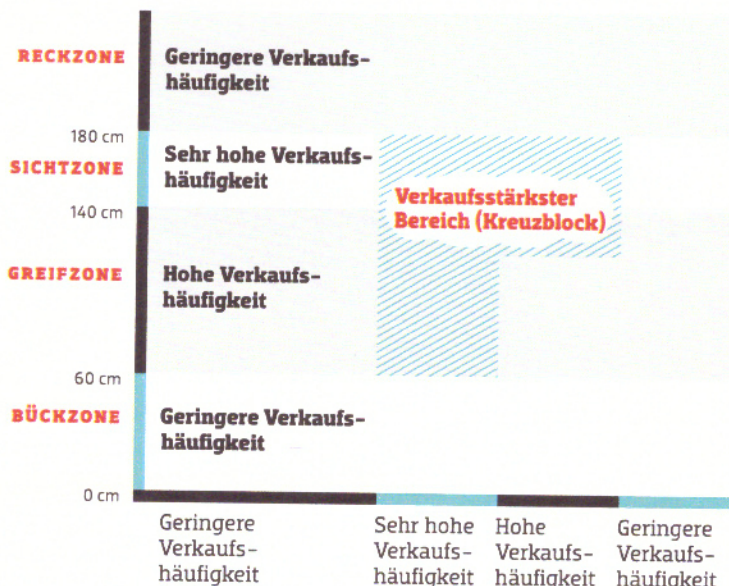 RECKZONE
Geringere Verkaufs-
häufigkeit
180 cm
SICHTZONE
Sehr hohe Verkaufs-
häufigkeit
140 cm
Verkaufsstärkster
Bereich (Kreuzblock)
GREIFZONE
Hohe Verkaufs-
häufigkeit
60 cm
BÜCKZONE
Geringere Verkaufs-
häufigkeit
0 cm
Geringere
Verkaufs-
häufigkeit
Sehr hohe
Verkaufs-
häufigkeit
Hohe
Verkaufs-
häufigkeit
Geringere
Verkaufs-
häufigkeit